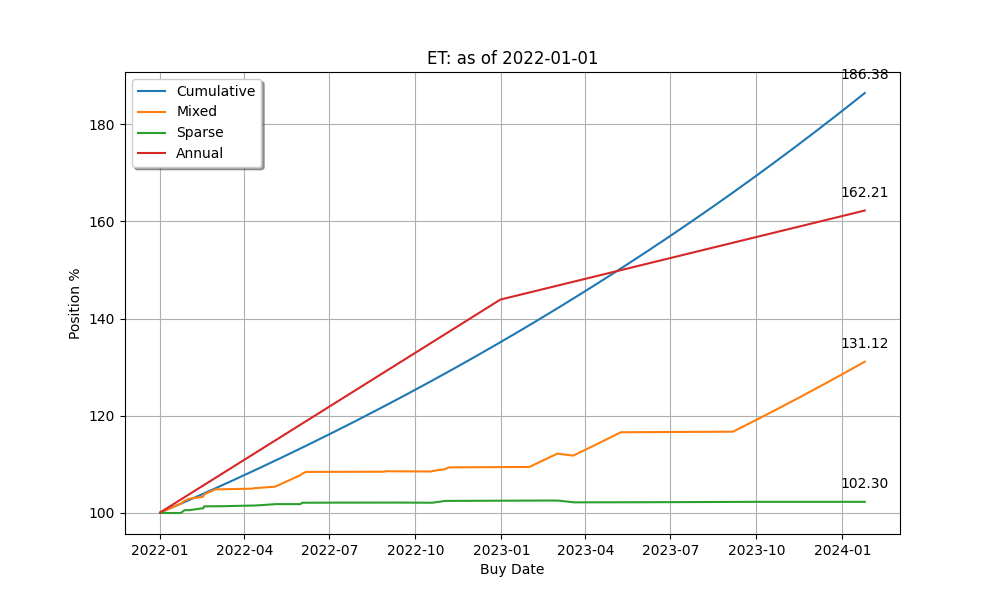 ET: as of 2022-01-01
186.38
Cumulative
Mixed
Sparse
Annual
180
162.21
160
140
131.12
120
102.30
100
Position %
2022-01 2022-04 2022-07 2022-10 2023-01 2023-04 2023-07 2023-10 2024-01
Buy Date